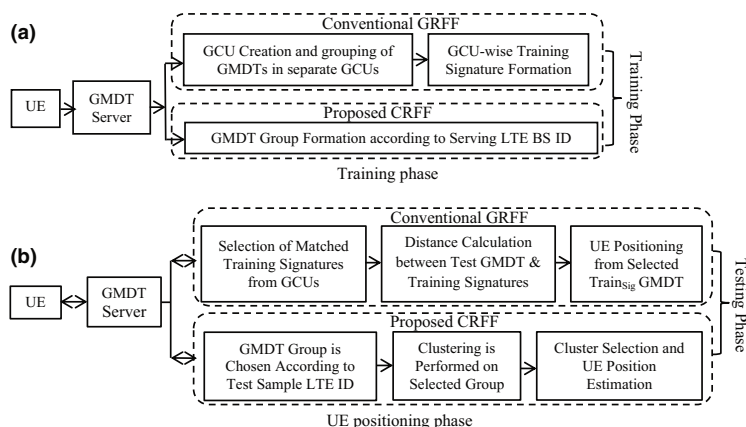 (a)
Conventional GRFF
GCU Creation and grouping of
GMDTs in separate GCUs
GCU-wise Training
Signature Formation
UE
GMDT
Server
Proposed CRFF
GMDT Group Formation according to Serving LTE BS ID
Training phase
Training Phase
(b)
Conventional GRFF
Selection of Matched
Training Signatures
from GCUs
Distance Calculation
between Test GMDT &
Training Signatures
UE Positioning
from Selected
TrainSig GMDT
UE
GMDT
Server
Proposed CRFF
GMDT Group is
Chosen According to
Test Sample LTE ID
Clustering is
Performed on
Selected Group
Cluster Selection and
UE Position
Estimation
UE positioning phase
Testing Phase